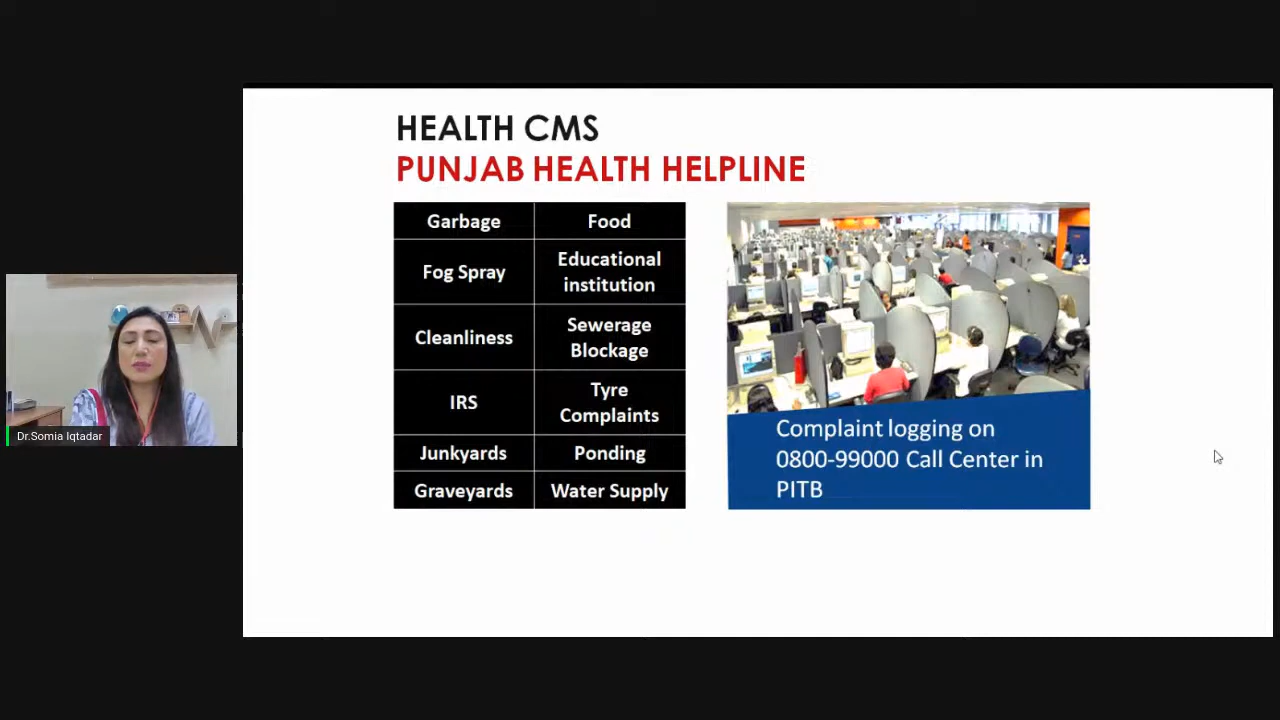 HEALTH CMS
PUNJAB HEALTH HELPLINE
Garbage
Food
Fog Spray
Educational
institution
Cleanliness
Sewerage
Blockage
IRS
Tyre
Complaints
Junkyards
Ponding
Graveyards
Water Supply
Complaint logging on
0800-99000 Call Center in
PITB
Dr.Somia Iqtadar